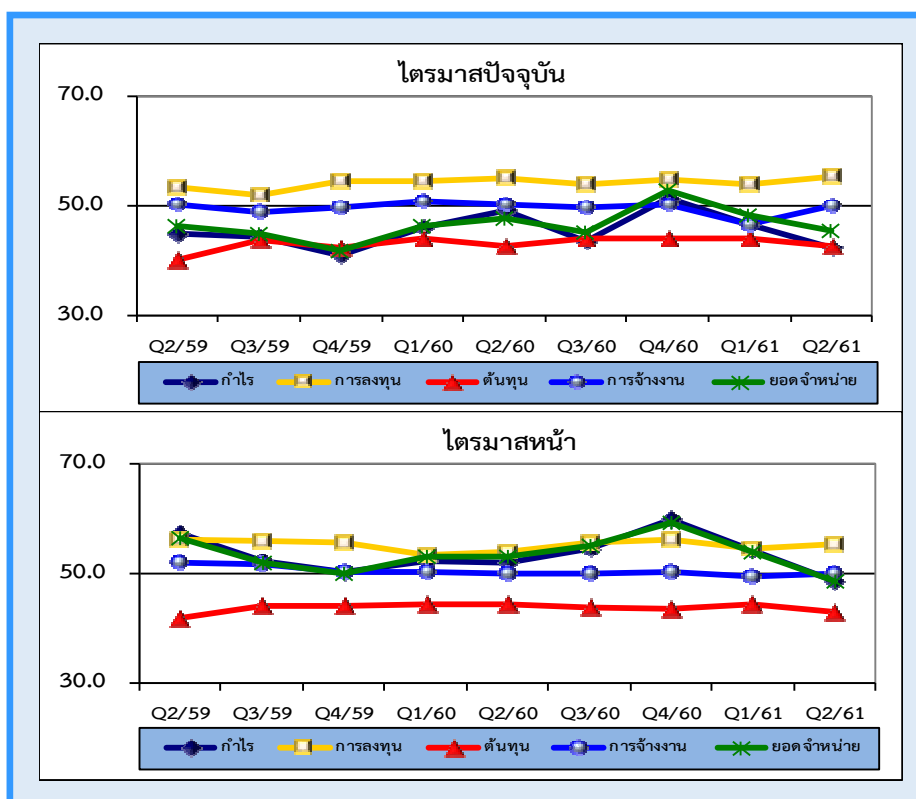 ไตรมาสปัจจุบัน
70.0
50.0
30.0
Q2/59 Q3/59 Q4/59 Q1/60 Q2/60 Q3/60 Q4/60 Q1/61 Q2/61
กำไร การลงทุน ต้นทุน การจ้างงาน ยอดจำหน่าย
ไตรมาสหน้า
70.0
50.0
30.0
Q2/59 Q3/59 Q4/59 Q1/60 Q2/60 Q3/60 Q4/60 Q1/61 Q2/61
กำไร การลงทุน ต้นทุน การจ้างงาน ยอดจำหน่าย